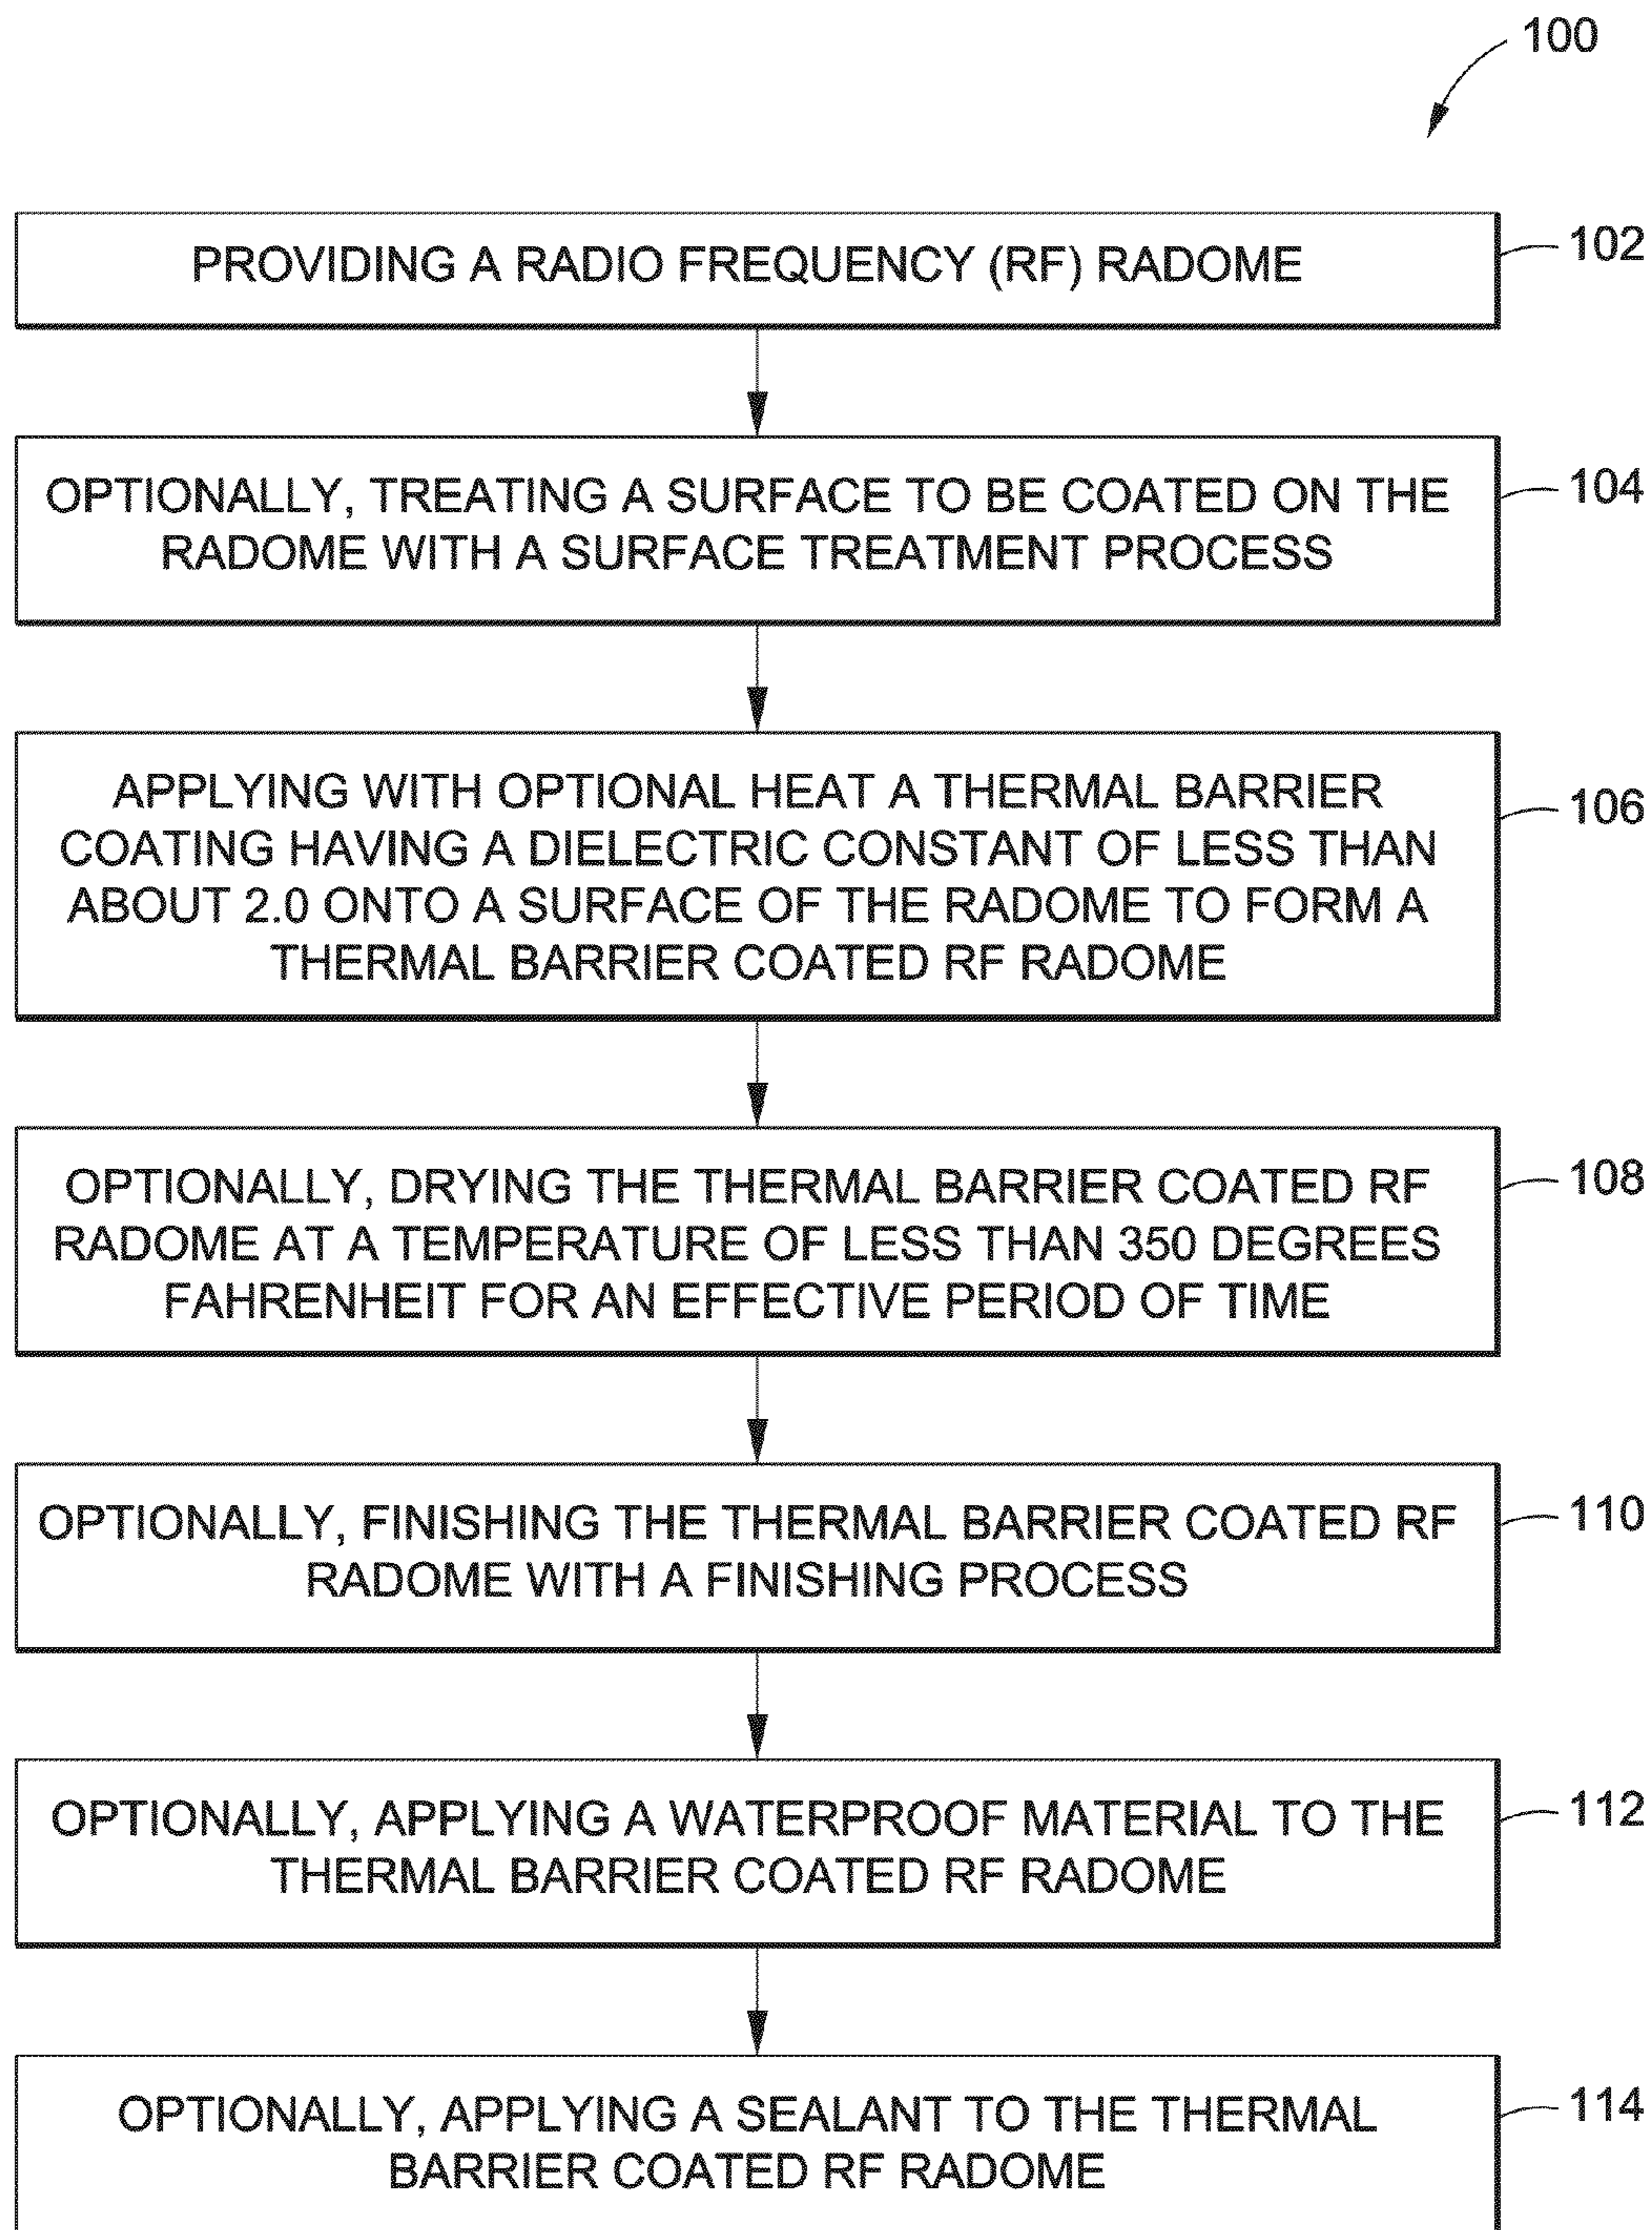 100
PROVIDING A RADIO FREQUENCY (RF) RADOME
102
OPTIONALLY, TREATING A SURFACE TO BE COATED ON THE
RADOME WITH A SURFACE TREATMENT PROCESS
104
APPLYING WITH OPTIONAL HEAT A THERMAL BARRIER
COATING HAVING A DIELECTRIC CONSTANT OF LESS THAN
ABOUT 2.0 ONTO A SURFACE OF THE RADOME TO FORM A
THERMAL BARRIER COATED RF RADOME
106
OPTIONALLY, DRYING THE THERMAL BARRIER COATED RF
RADOME AT A TEMPERATURE OF LESS THAN 350 DEGREES
FAHRENHEIT FOR AN EFFECTIVE PERIOD OF TIME
108
OPTIONALLY, FINISHING THE THERMAL BARRIER COATED RF
RADOME WITH A FINISHING PROCESS
110
OPTIONALLY, APPLYING A WATERPROOF MATERIAL TO THE
THERMAL BARRIER COATED RF RADOME
112
OPTIONALLY, APPLYING A SEALANT TO THE THERMAL
BARRIER COATED RF RADOME
114